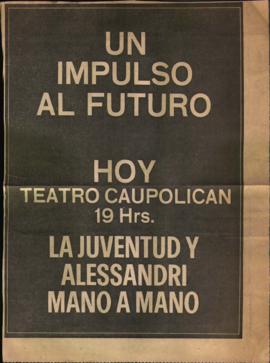 UN
IMPULSO
AL FUTURO
HOY
TEATRO CAUPOLICAN
19 Hrs.
LA JUVENTUD Y
ALESSANDRI
MANO A MANO